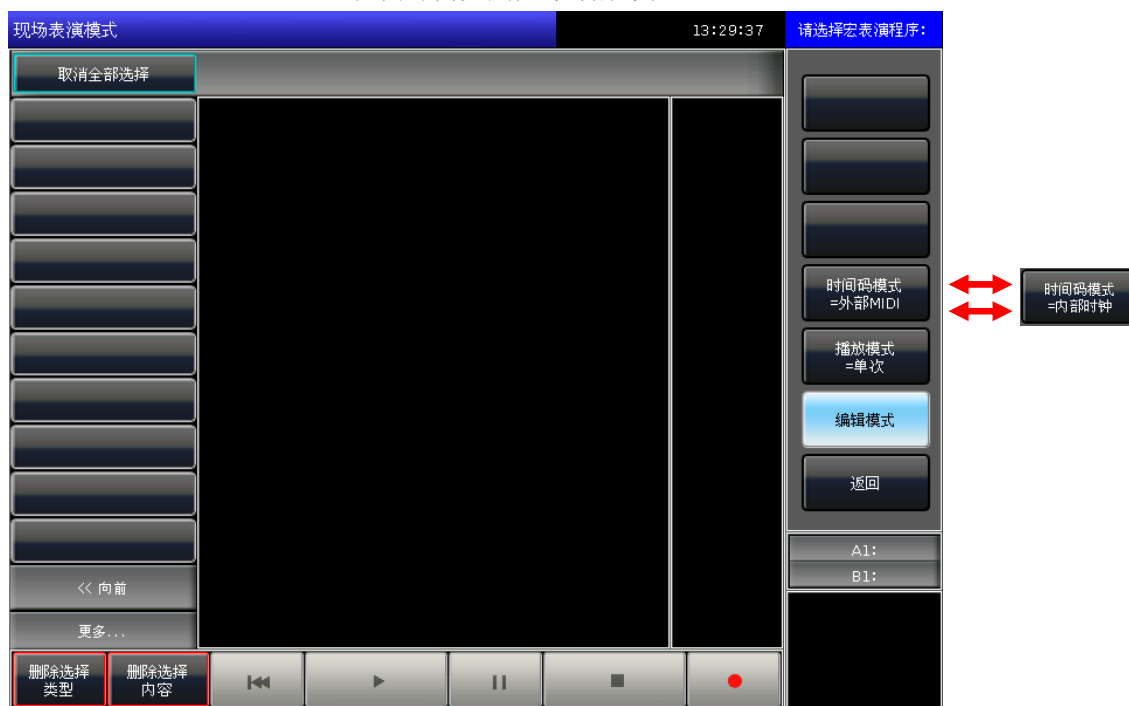 现场表演模式
13:29:37
请选择宏表演程序:
取消全部选择
时间码模式
=外部MIDI
时间码模式
=内部时钟
播放模式
=单次
编辑模式
返回
A1:
B1:
<< 向前
更多...
删除选择
类型
删除选择
内容